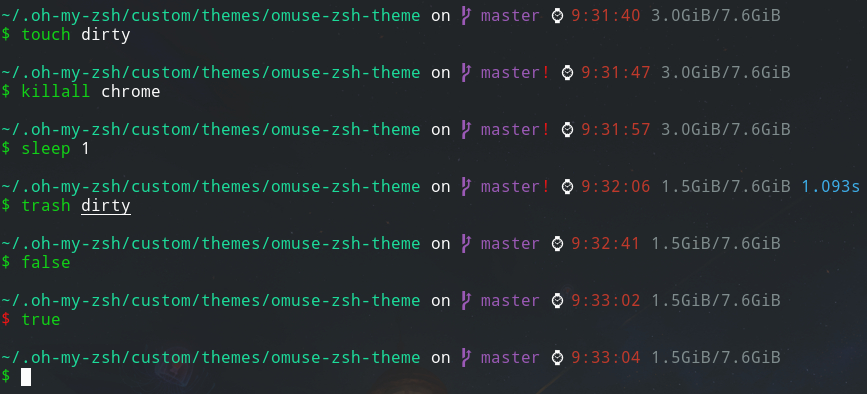 ~/.oh-my-zsh/custom/themes/omuse-zsh-theme on master 9:31:40 3.0GiB/7.6GiB
$ touch dirty
~/.oh-my-zsh/custom/themes/omuse-zsh-theme on master! 9:31:47 3.0GiB/7.6GiB
$ killall chrome
~/.oh-my-zsh/custom/themes/omuse-zsh-theme on master! 9:31:57 3.0GiB/7.6GiB
$ sleep 1
~/.oh-my-zsh/custom/themes/omuse-zsh-theme on master! 9:32:06 1.5GiB/7.6GiB 1.093s
$ trash dirty
~/.oh-my-zsh/custom/themes/omuse-zsh-theme on master 9:32:41 1.5GiB/7.6GiB
$ false
~/.oh-my-zsh/custom/themes/omuse-zsh-theme on master 9:33:02 1.5GiB/7.6GiB
$ true
~/.oh-my-zsh/custom/themes/omuse-zsh-theme on master 9:33:04 1.5GiB/7.6GiB
$